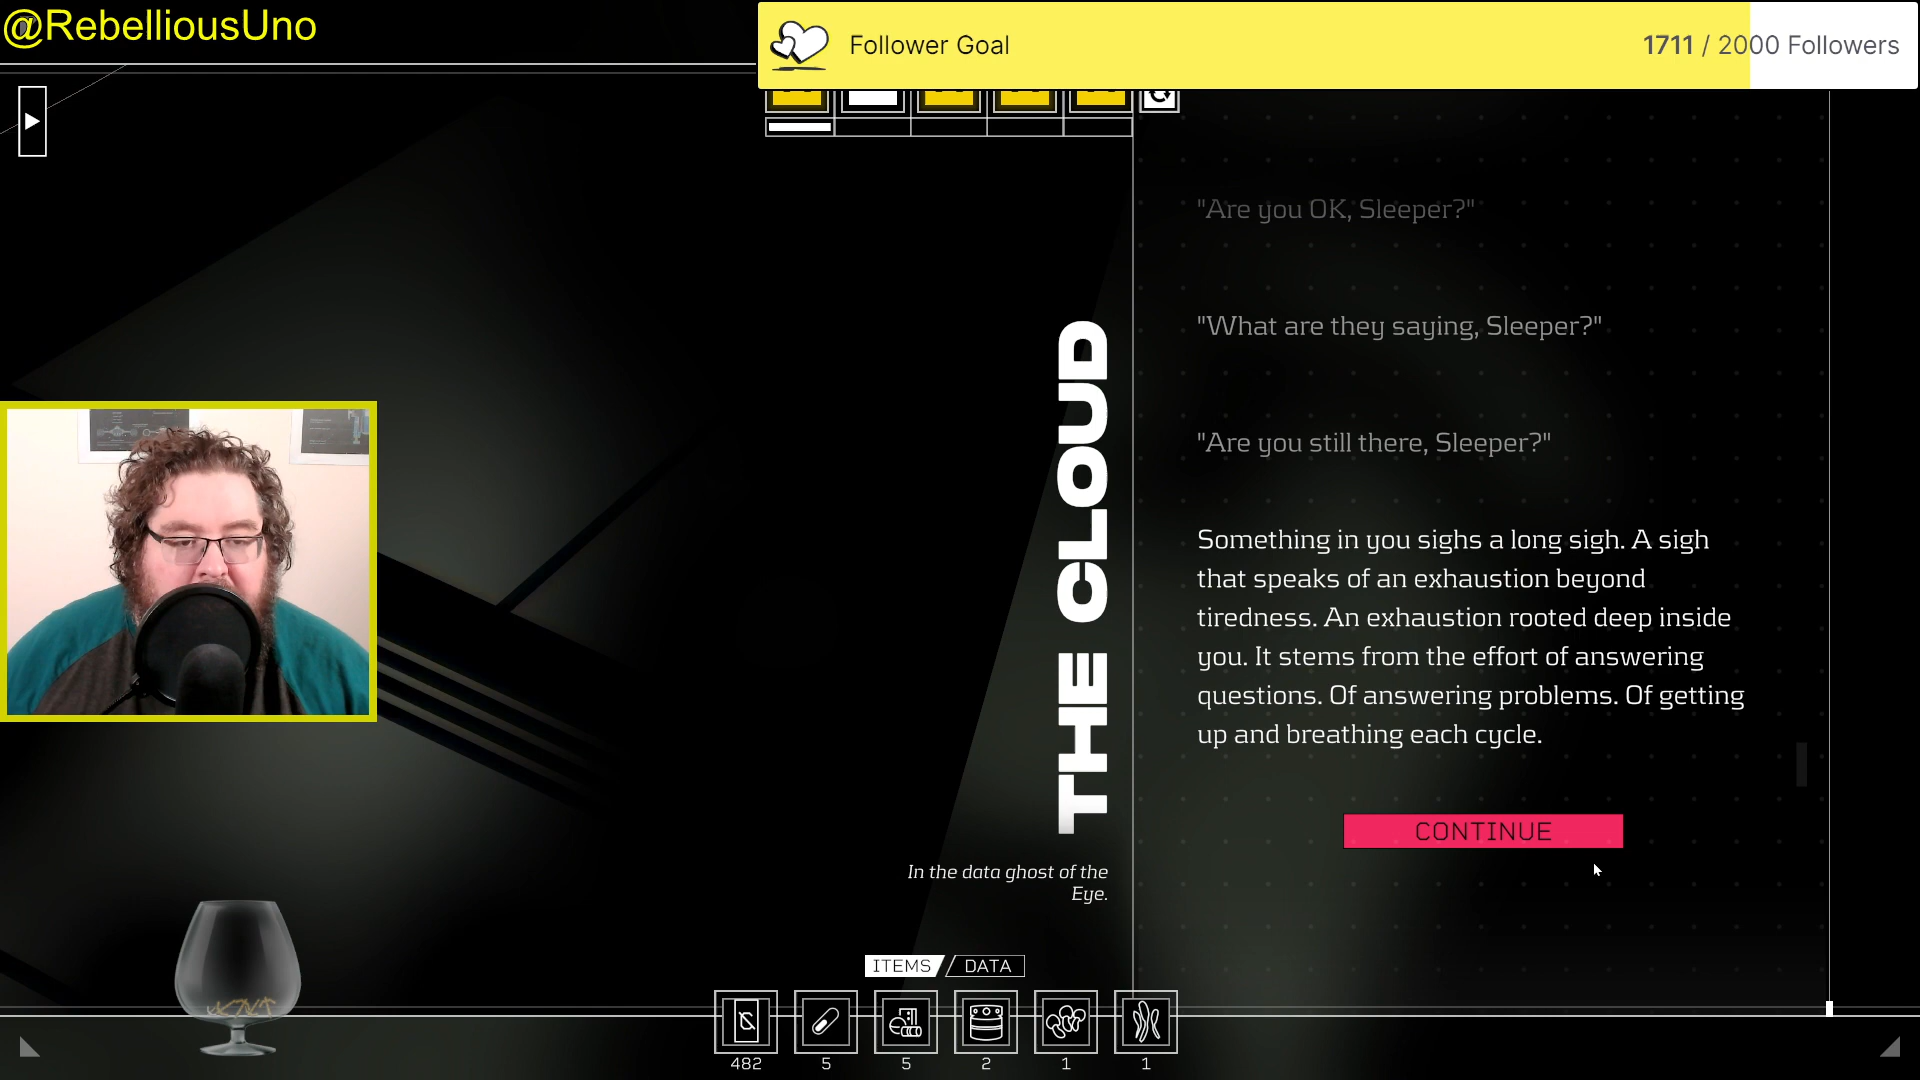 @RebelliousUno
Follower Goal
1711 / 2000 Followers
"Are you OK, Sleeper?"
"What are they saying, Sleeper?"
"Are you still there, Sleeper?"
Something in you sighs a long sigh. A sigh
that speaks of an exhaustion beyond
tiredness. An exhaustion rooted deep inside
you. It stems from the effort of answering
questions. Of answering problems. Of getting
up and breathing each cycle.
CONTINUE
THE CLOUD
In the data ghost of the
Eye.
ITEMS / DATA
482
5
5
2
1
1